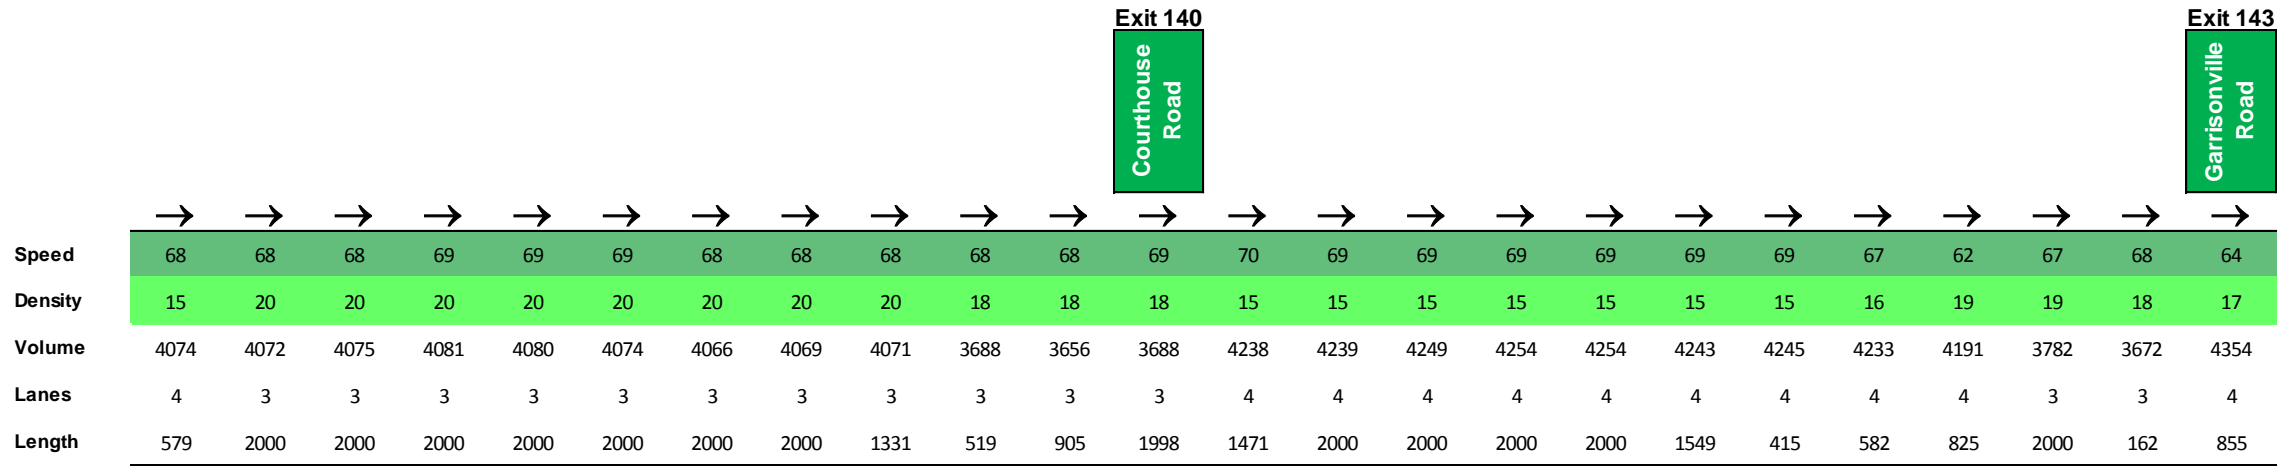 Exit 140 Exit 143
Courthouse
Road
Garrisonville
Road
Speed 68 68 68 69 69 69 68 68 68 68 68 69 70 69 69 69 69 69 69 67 62 67 68 64
Density 15 20 20 20 20 20 20 20 20 18 18 18 15 15 15 15 15 15 15 16 19 19 18 17
Volume 4074 4072 4075 4081 4080 4074 4066 4069 4071 3688 3656 3688 4238 4239 4249 4254 4254 4243 4245 4233 4191 3782 3672 4354
Lanes 4 3 3 3 3 3 3 3 3 3 3 3 4 4 4 4 4 4 4 4 4 3 3 4
Length 579 2000 2000 2000 2000 2000 2000 2000 1331 519 905 1998 1471 2000 2000 2000 2000 1549 415 582 825 2000 162 855